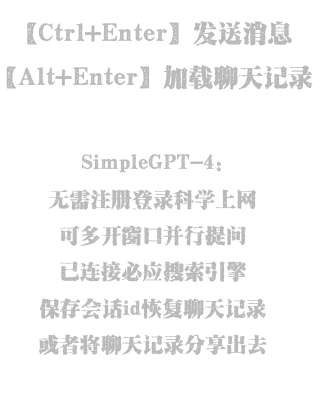 【Ctrl+Enter】发送消息
【Alt+Enter】加载聊天记录
SimpleGPT-4：
无需注册登录科学上网
可多开窗口并行提问
已连接必应搜索引擎
保存会话id恢复聊天记录
或者将聊天记录分享出去